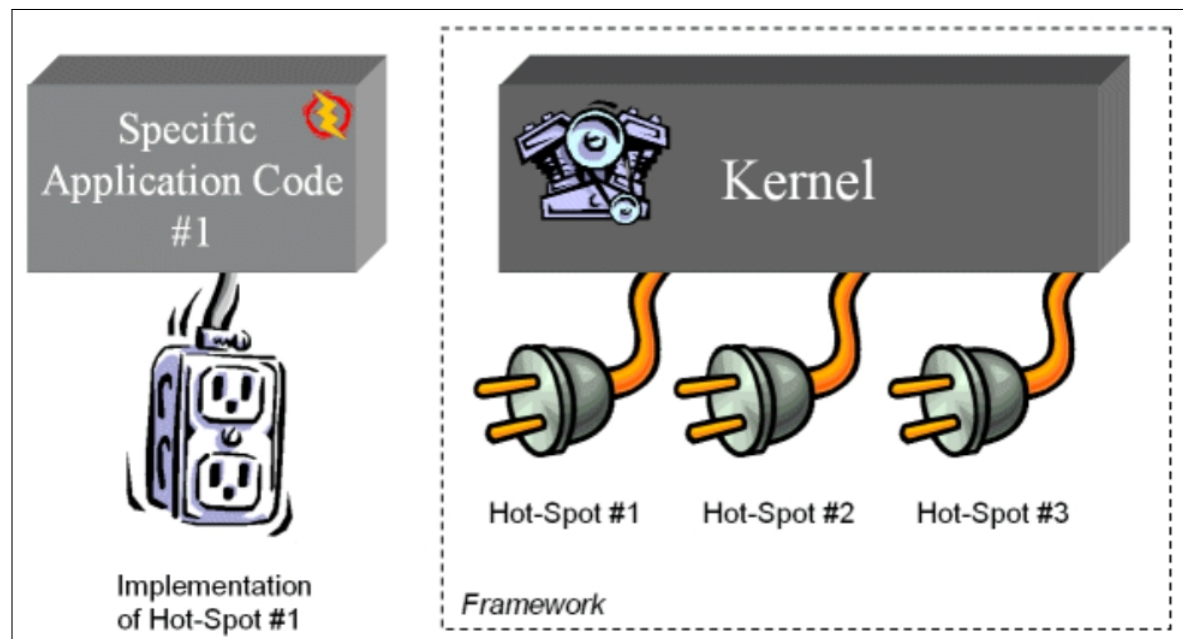 Specific
Application Code
#1
Implementation
of Hot-Spot #1
Kernel
Hot-Spot #1
Hot-Spot #2
Hot-Spot #3
Framework